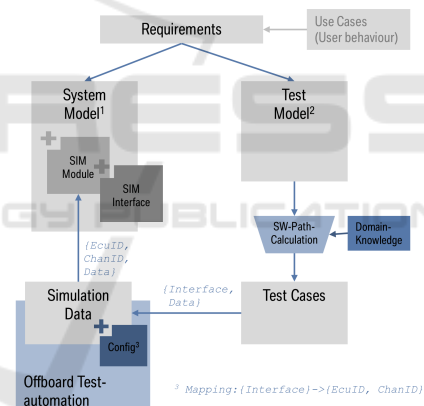 Requirements
Use Cases
(User behaviour)
System
Model1
Test
Model2
SIM
Module
SIM
Interface
SW-Path-
Calculation
Domain-
Knowledge
{EcuID,
ChanID,
Data}
{Interface,
Data}
Simulation
Data
Test Cases
Config3
Offboard Test-
automation
3 Mapping:{Interface}->{EcuID, ChanID}